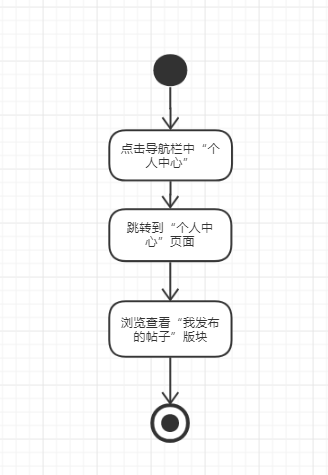 点击导航栏中“个
人中心”
跳转到“个人中
心”页面
浏览查看“我发布
的帖子”版块